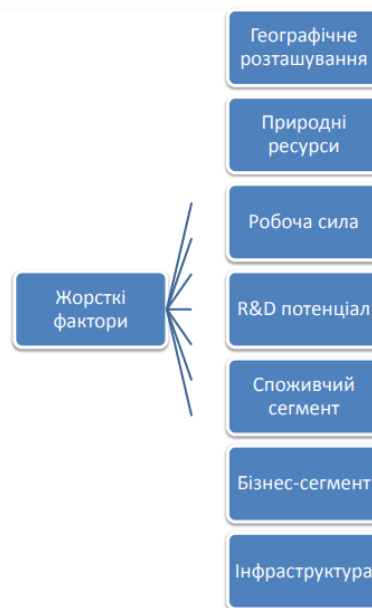 Географічне
розташування
Природні
ресурси
Робоча сила
Жорсткі
фактори
R&D потенціал
Споживчий
сегмент
Бізнес-сегмент
Інфраструктура